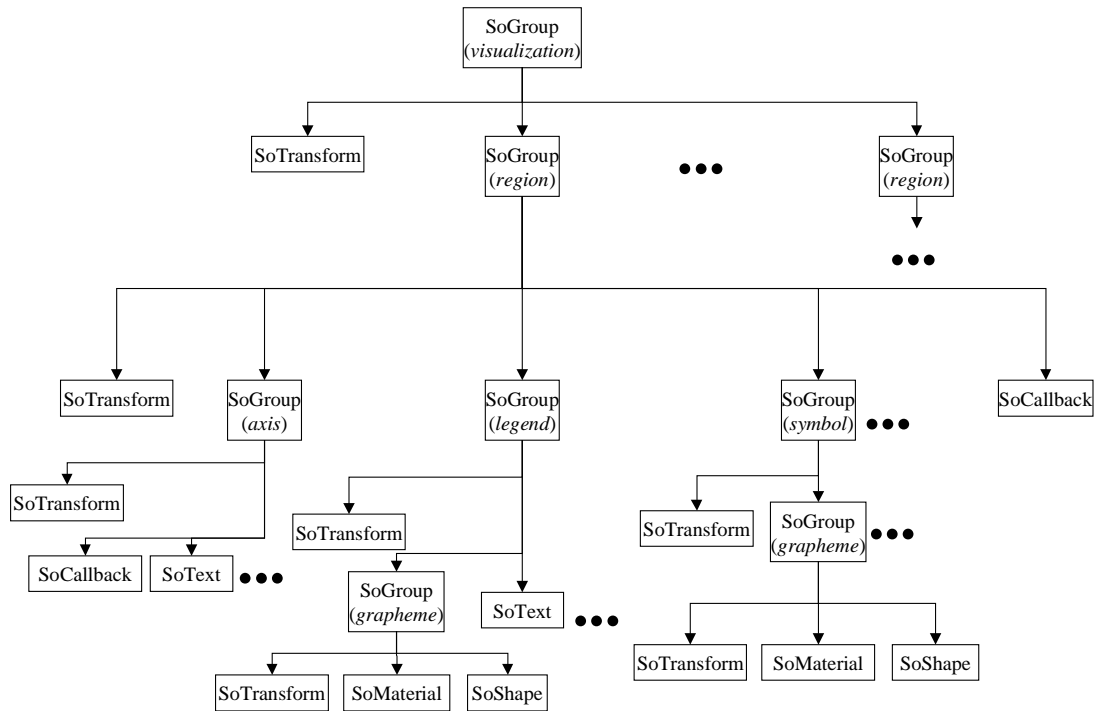 SoGroup
(visualization)
SoTransform
SoGroup
(region)
SoGroup
(region)
SoTransform
SoGroup
(axis)
SoGroup
(legend)
SoGroup
(symbol)
SoCallback
SoTransform
SoTransform
SoTransform
SoGroup
(grapheme)
SoCallback
SoText
SoGroup
(grapheme)
SoText
SoTransform
SoMaterial
SoShape
SoTransform
SoMaterial
SoShape